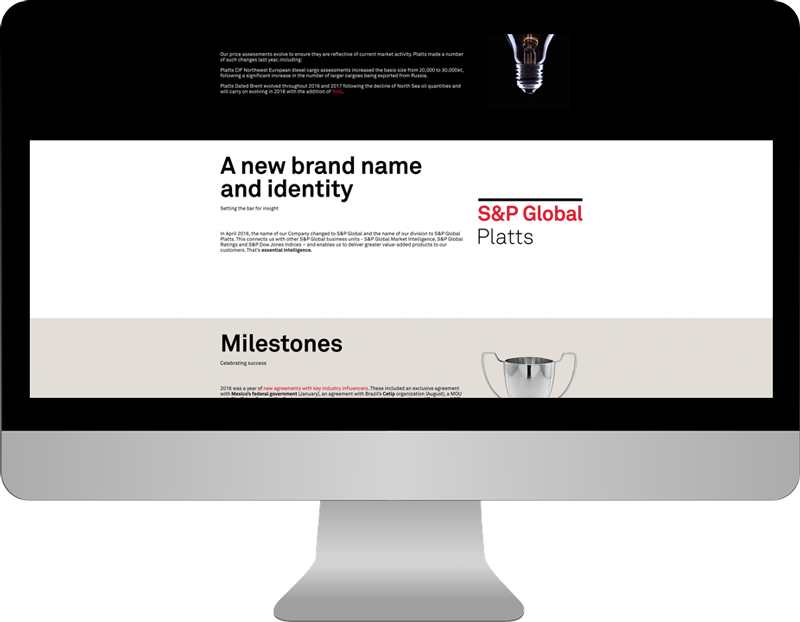 Our price assessments evolve to ensure they are reflective of current market activity. Platts made a number
of such changes last year, including:
Platts CIF Northwest European diesel cargo assessments increased the basis size from 20,000 to 30,000kt,
following a significant increase in the number of larger cargoes being exported from Russia.
Platts Dated Brent evolved throughout 2016 and 2017 following the decline of North Sea oil quantities and
will carry on evolving in 2018 with the addition of Troll.
A new brand name
and identity
Setting the bar for insight
In April 2016, the name of our Company changed to S&P Global and the name of our division to S&P Global
Platts. This connects us with other S&P Global business units - S&P Global Market Intelligence, S&P Global
Ratings and S&P Dow Jones Indices – and enables us to deliver greater value-added products to our
customers. That's essential intelligence.
S&P Global
Platts
Milestones
Celebrating success
2016 was a year of new agreements with key industry influencers. These included an exclusive agreement
with Mexico's federal government (January), an agreement with Brazil's Cetip organization (August), a MOU